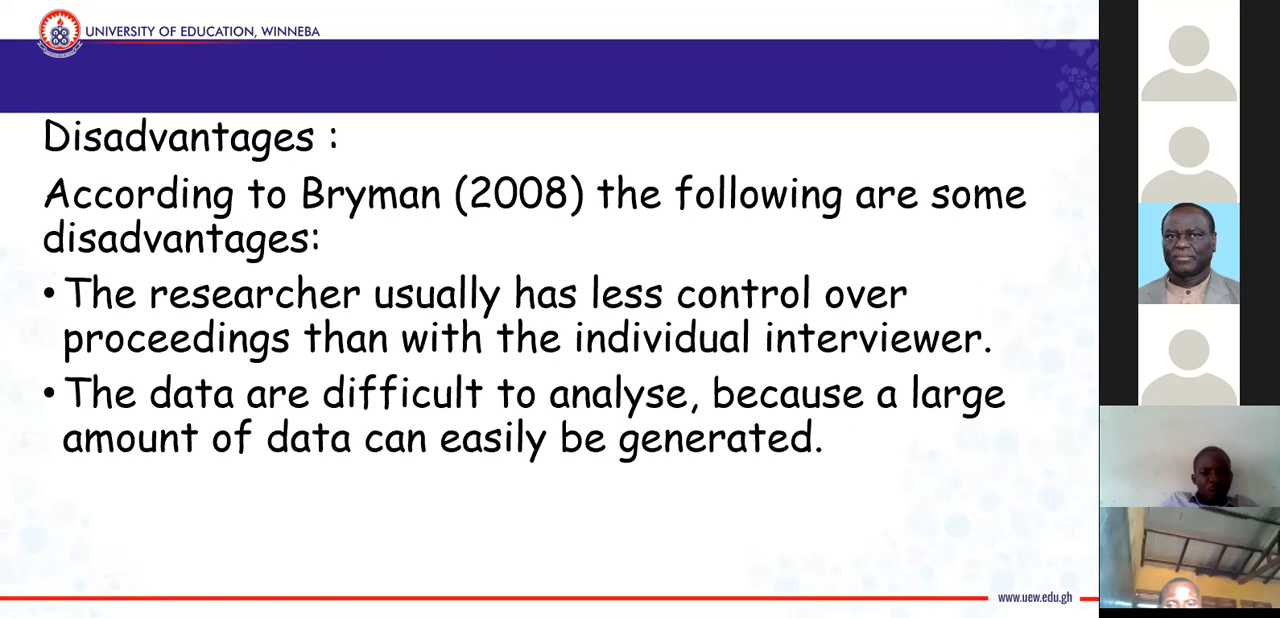 UNIVERSITY OF EDUCATION, WINNEBA
Disadvantages :
According to Bryman (2008) the following are some
disadvantages:
• The researcher usually has less control over
proceedings than with the individual interviewer.
• The data are difficult to analyse, because a large
amount of data can easily be generated.
www.uew.edu.gh